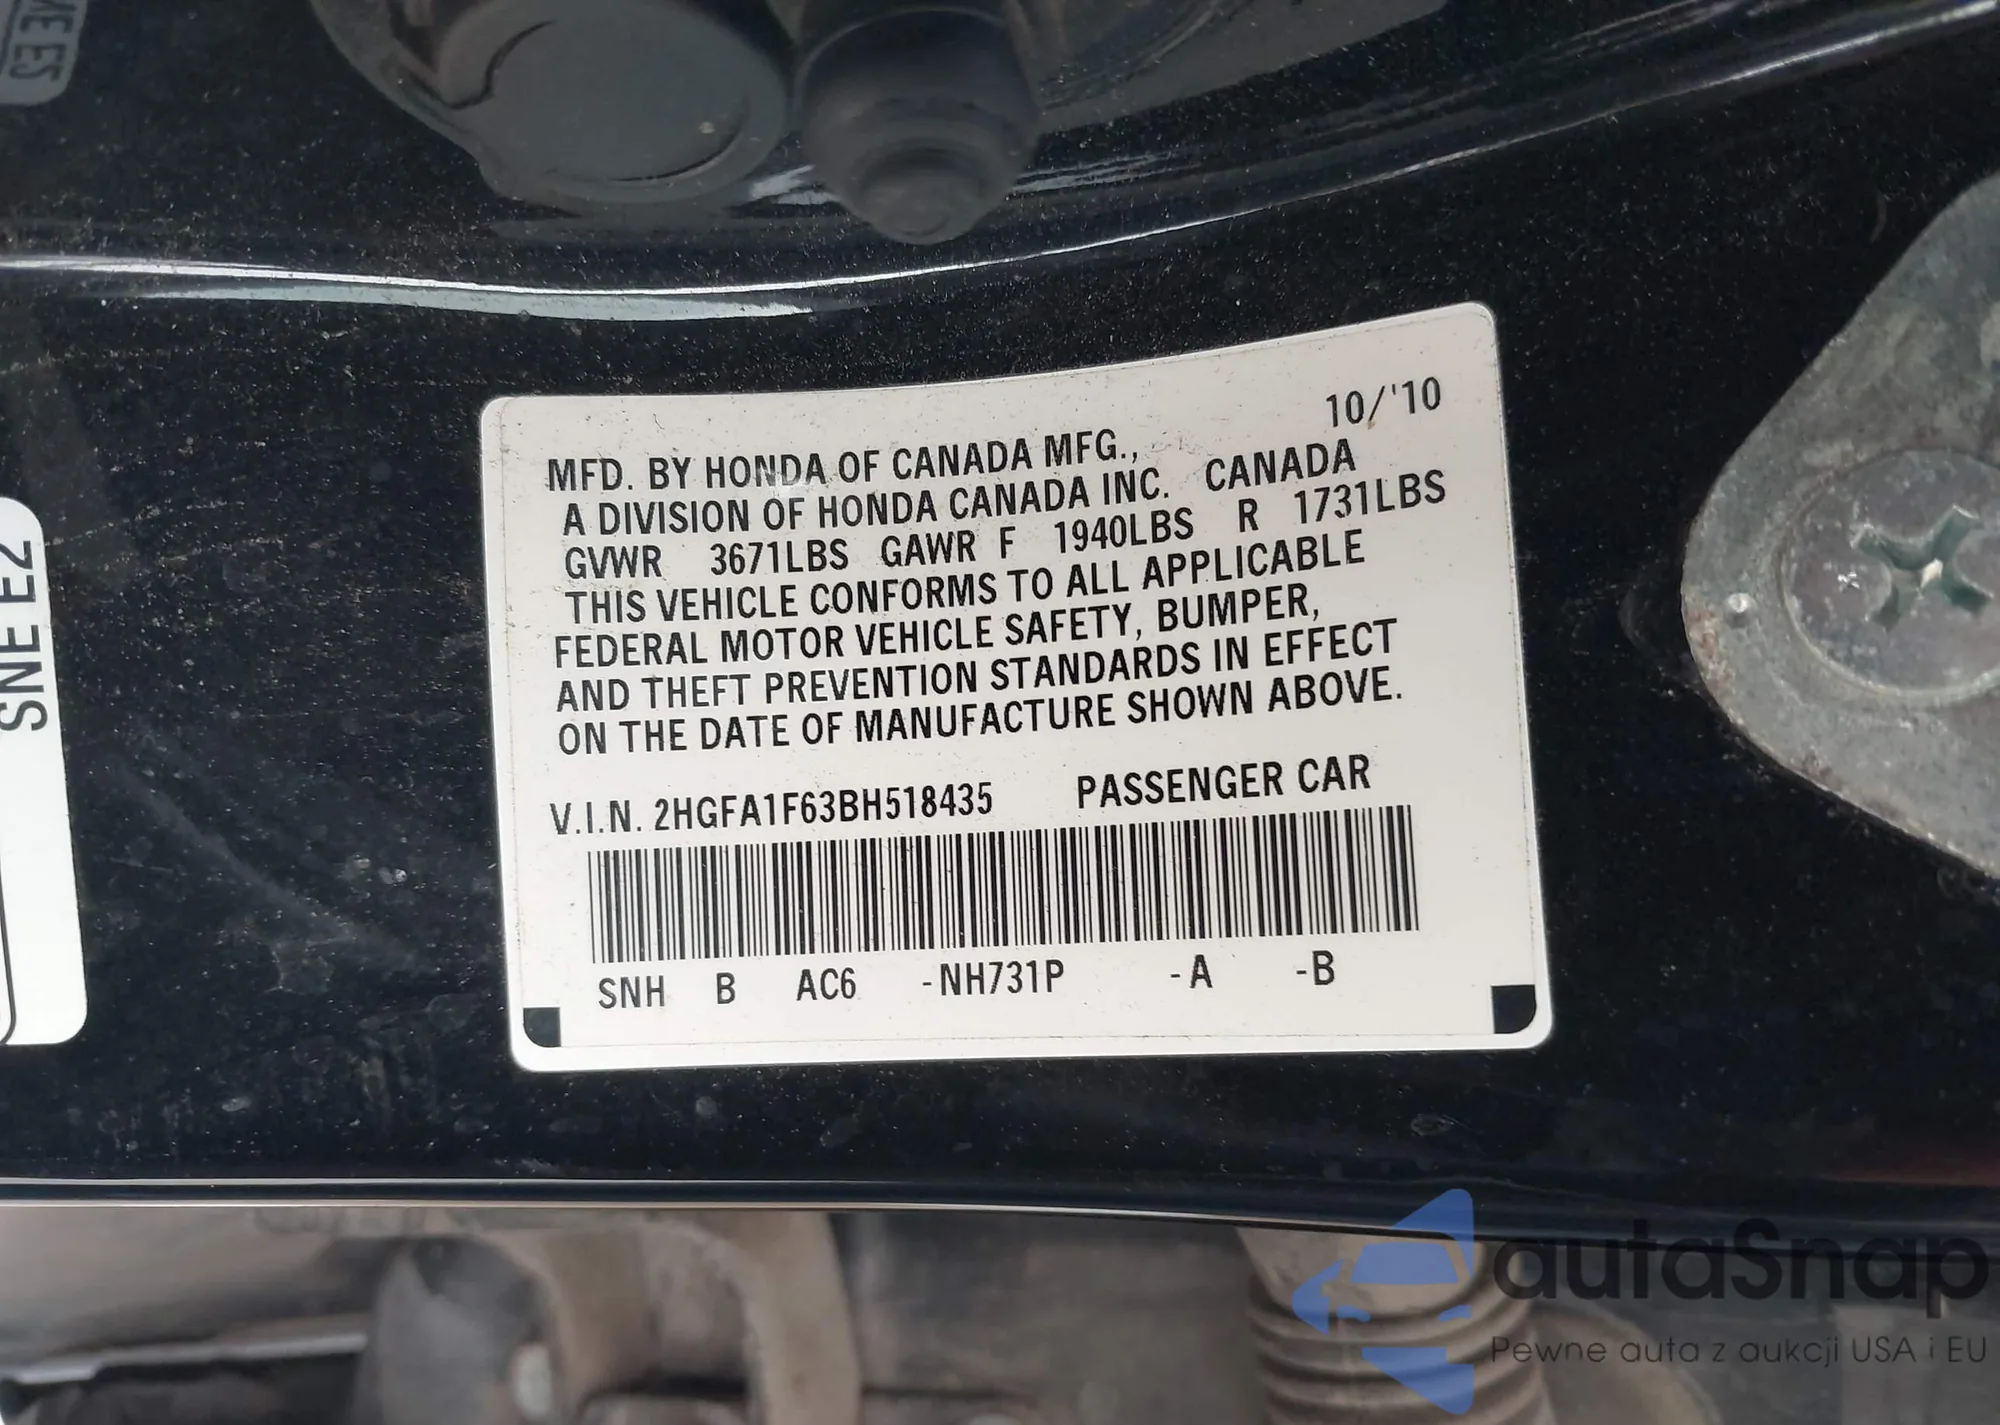 10/'10
MFD. BY HONDA OF CANADA MFG.,
A DIVISION OF HONDA CANADA INC. CANADA
GVWR 3671LBS GAWR F 1940LBS R 1731LBS
THIS VEHICLE CONFORMS TO ALL APPLICABLE
FEDERAL MOTOR VEHICLE SAFETY, BUMPER,
AND THEFT PREVENTION STANDARDS IN EFFECT
ON THE DATE OF MANUFACTURE SHOWN ABOVE.
V.I.N. 2HGFA1F63BH518435 PASSENGER CAR
SNH B AC6 -NH731P -A -B
SNE E2
autaSnap
Pewne auta z aukcji USA i EU